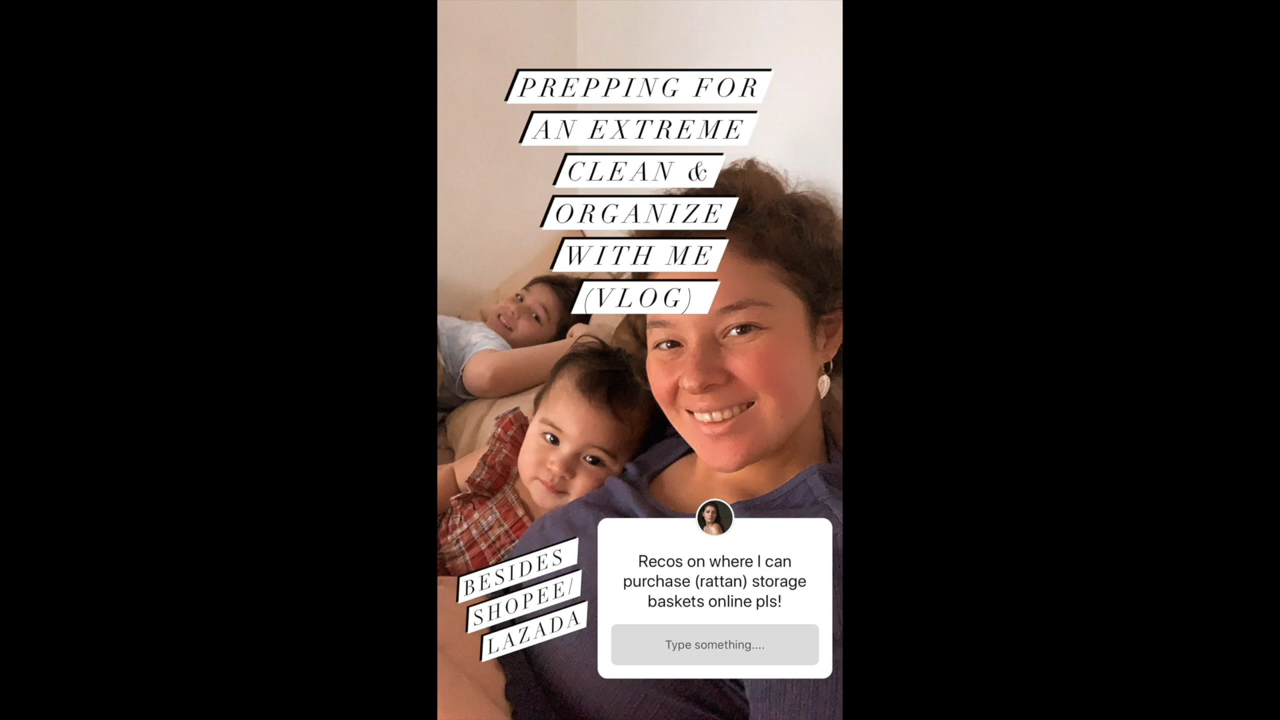 PREPPING FOR
AN EXTREME
CLEAN &
ORGANIZE
WITH ME
(VLOG)
BESIDES
SHOPEE/
LAZADA
Recos on where I can
purchase (rattan) storage
baskets online pls!
Type something....